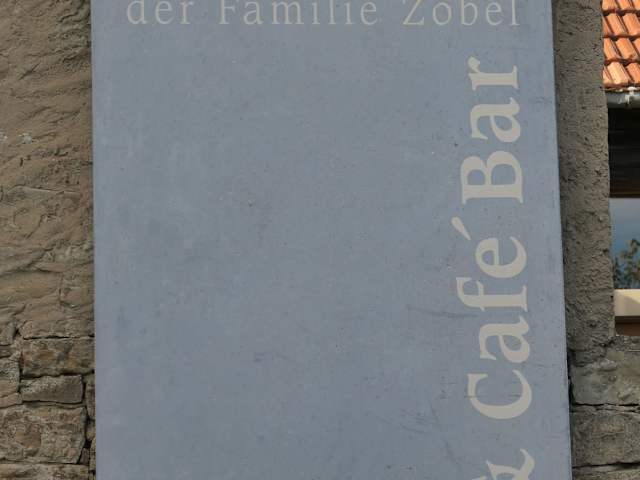 der Familie Zobel
& Café Bar